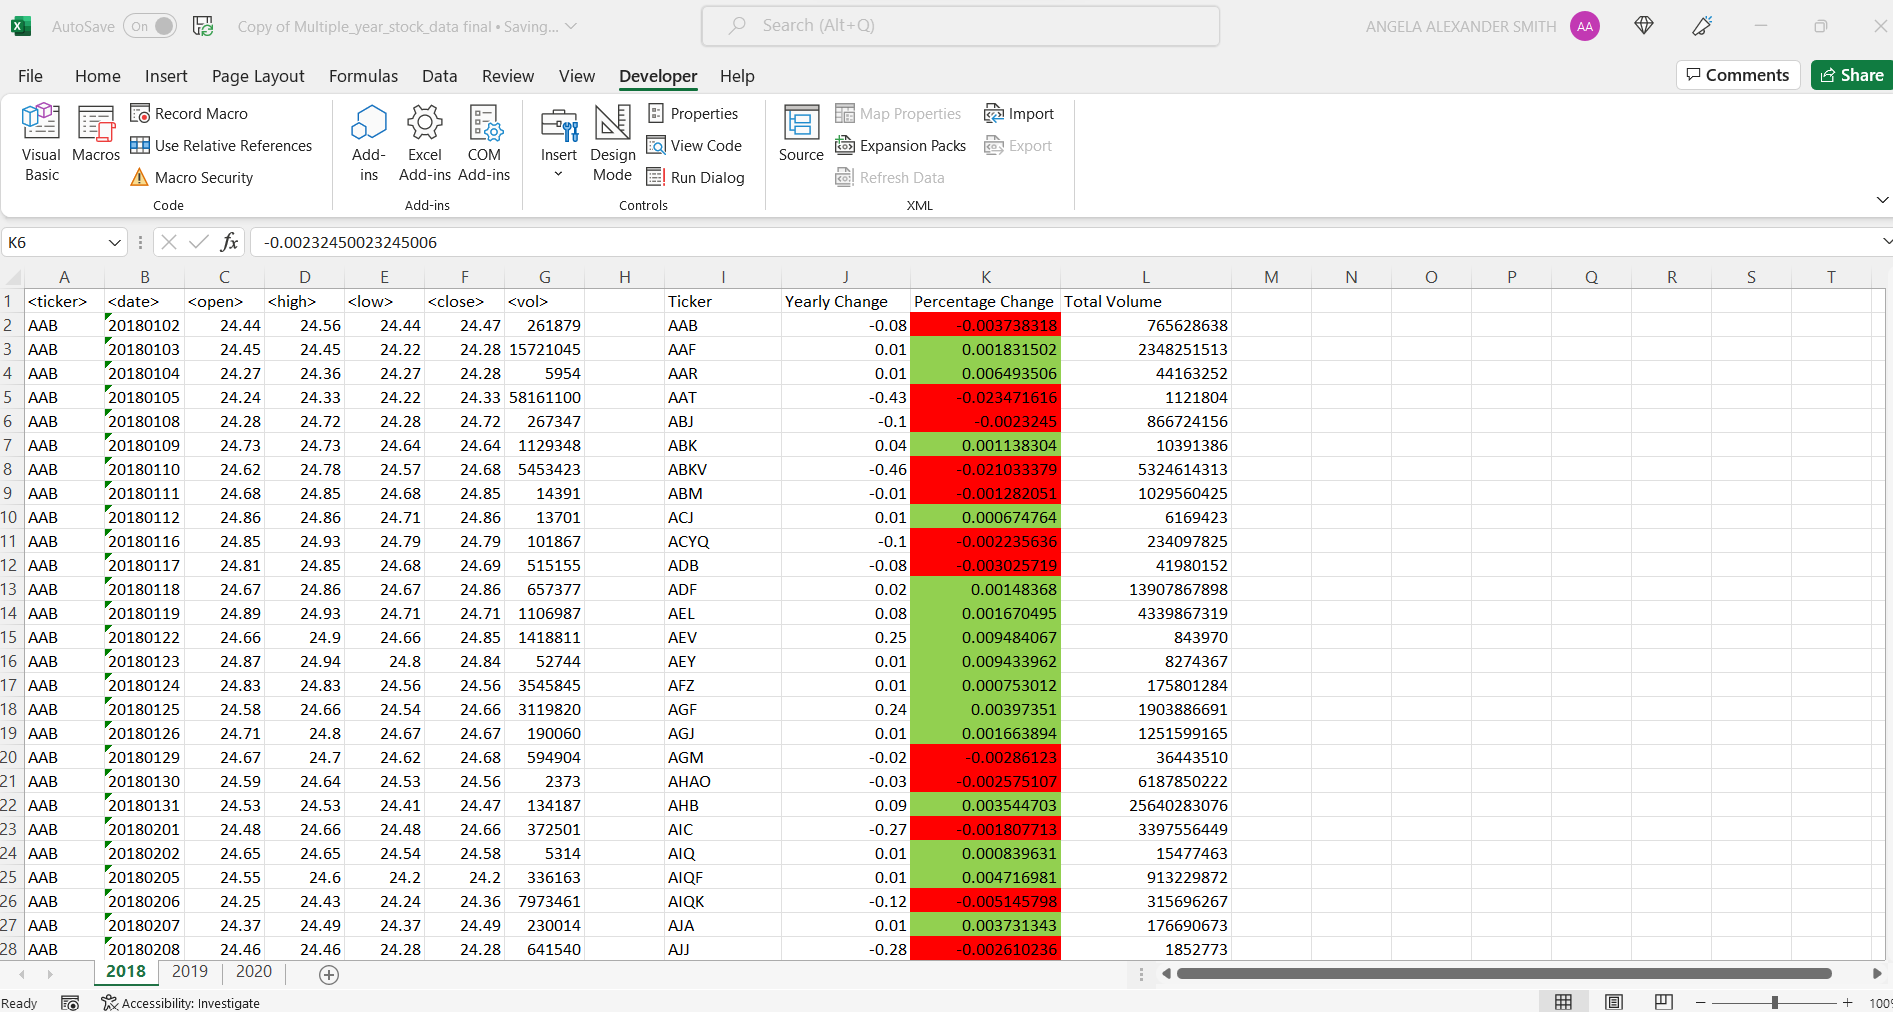 AutoSave On Copy of Multiple_year_stock_data final • Saving... Search (Alt+Q) ANGELA ALEXANDER SMITH AA
File Home Insert Page Layout Formulas Data Review View Developer Help Comments Share
Visual Basic
Macros
Record Macro
Use Relative References
Macro Security
Code
Add-ins
Excel Add-ins
COM Add-ins
Add-ins
Insert
Design Mode
Properties
View Code
Run Dialog
Controls
Source
Map Properties
Expansion Packs
Refresh Data
Import
Export
XML
K6 fx -0.00232450023245006
A B C D E F G H I J K L M N O P Q R S T
1 <ticker> <date> <open> <high> <low> <close> <vol> Ticker Yearly Change Percentage Change Total Volume
2 AAB 20180102 24.44 24.56 24.44 24.47 261879 AAB -0.08 -0.003738318 765628638
3 AAB 20180103 24.45 24.45 24.22 24.28 15721045 AAF 0.01 0.001831502 2348251513
4 AAB 20180104 24.27 24.36 24.27 24.28 5954 AAR 0.01 0.006493506 44163252
5 AAB 20180105 24.24 24.33 24.22 24.33 58161100 AAT -0.43 -0.023471616 1121804
6 AAB 20180108 24.28 24.72 24.28 24.72 267347 ABJ -0.1 -0.0023245 866724156
7 AAB 20180109 24.73 24.73 24.64 24.64 1129348 ABK 0.04 0.001138304 10391386
8 AAB 20180110 24.62 24.78 24.57 24.68 5453423 ABKV -0.46 -0.021033379 5324614313
9 AAB 20180111 24.68 24.85 24.68 24.85 14391 ABM -0.01 -0.001282051 1029560425
10 AAB 20180112 24.86 24.86 24.71 24.86 13701 ACJ 0.01 0.000674764 6169423
11 AAB 20180116 24.85 24.93 24.79 24.79 101867 ACYQ -0.1 -0.002235636 234097825
12 AAB 20180117 24.81 24.85 24.68 24.69 515155 ADB -0.08 -0.003025719 41980152
13 AAB 20180118 24.67 24.86 24.67 24.86 657377 ADF 0.02 0.00148368 13907867898
14 AAB 20180119 24.89 24.93 24.71 24.71 1106987 AEL 0.08 0.001670495 4339867319
15 AAB 20180122 24.66 24.9 24.66 24.85 1418811 AEV 0.25 0.009484067 843970
16 AAB 20180123 24.87 24.94 24.8 24.84 52744 AEY 0.01 0.009433962 8274367
17 AAB 20180124 24.83 24.83 24.56 24.56 3545845 AFZ 0.01 0.000753012 175801284
18 AAB 20180125 24.58 24.66 24.54 24.66 3119820 AGF 0.24 0.00397351 1903886691
19 AAB 20180126 24.71 24.8 24.67 24.67 190060 AGJ 0.01 0.001663894 1251599165
20 AAB 20180129 24.67 24.7 24.62 24.68 594904 AGM -0.02 -0.00286123 36443510
21 AAB 20180130 24.59 24.64 24.53 24.56 2373 AHAO -0.03 -0.002575107 6187850222
22 AAB 20180131 24.53 24.53 24.41 24.47 134187 AHB 0.09 0.003544703 25640283076
23 AAB 20180201 24.48 24.66 24.48 24.66 372501 AIC -0.27 -0.001807713 3397556449
24 AAB 20180202 24.65 24.65 24.54 24.58 5314 AIQ 0.01 0.000839631 15477463
25 AAB 20180205 24.55 24.6 24.2 24.2 336163 AIQF 0.01 0.004716981 913229872
26 AAB 20180206 24.25 24.43 24.24 24.36 7973461 AIQK -0.12 -0.005145798 315696267
27 AAB 20180207 24.37 24.49 24.37 24.49 230014 AJA 0.01 0.003731343 176690673
28 AAB 20180208 24.46 24.46 24.28 24.28 641540 AJJ -0.28 -0.002610236 1852773
2018 2019 2020
Ready Accessibility: Investigate 100%